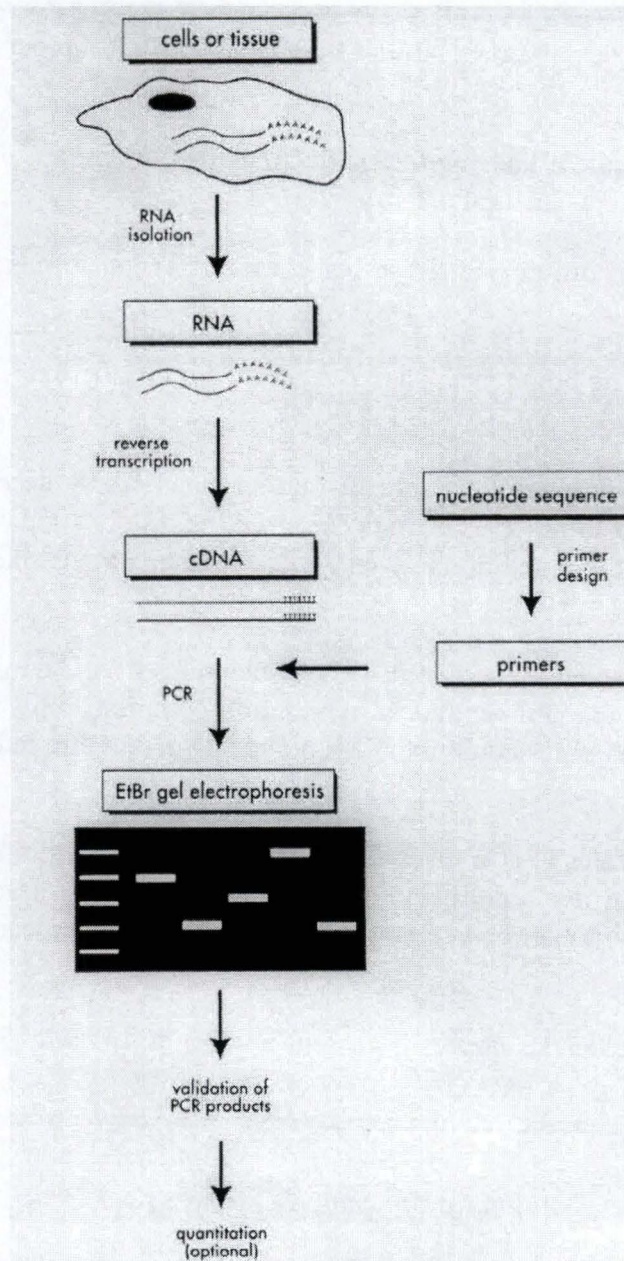 cells or tissue
RNA
isolation
RNA
reverse
transcription
nucleotide sequence
cDNA
primer
design
primers
PCR
EtBr gel electrophoresis
validation of
PCR products
quantitation
(optional)